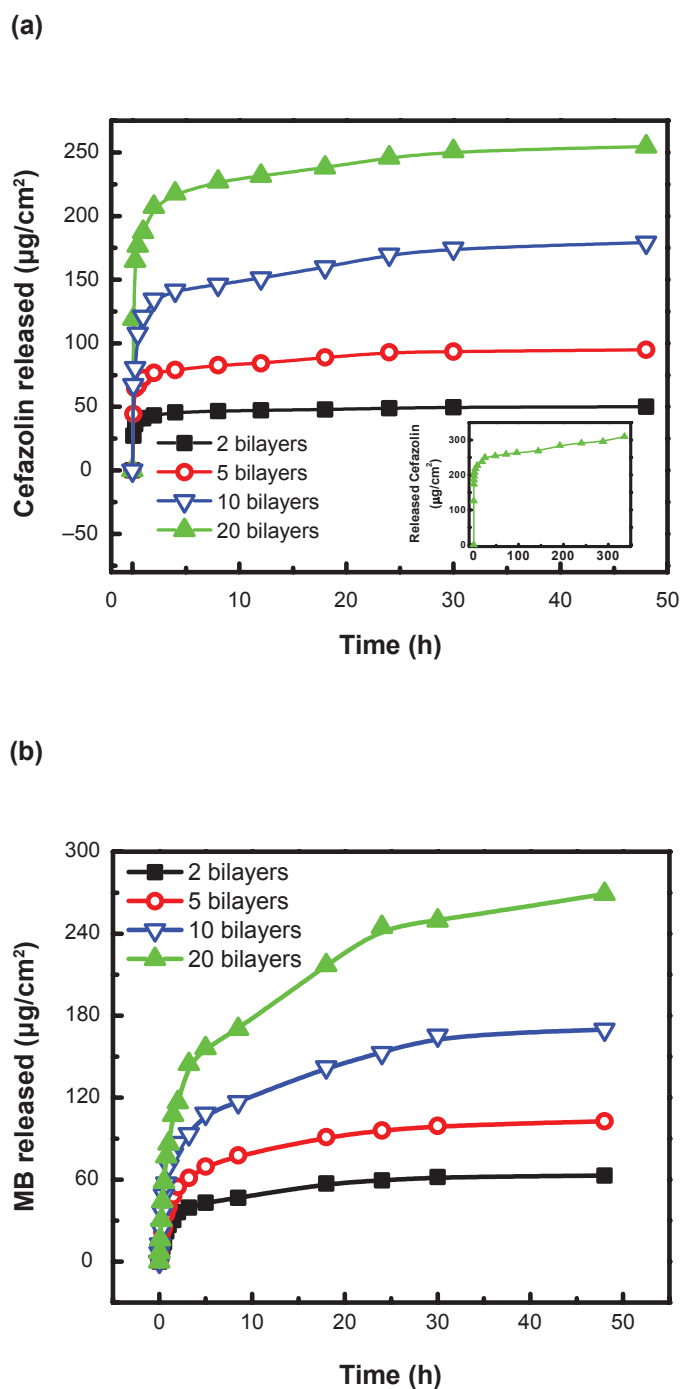 (a)
Cefazolin released (µg/cm²)
250
200
150
100
50
0
–50
2 bilayers
5 bilayers
10 bilayers
20 bilayers
Released Cefazolin
(µg/cm²)
300
200
100
0
0 100 200 300
0 10 20 30 40 50
Time (h)
(b)
MB released (µg/cm²)
300
240
180
120
60
0
2 bilayers
5 bilayers
10 bilayers
20 bilayers
0 10 20 30 40 50
Time (h)